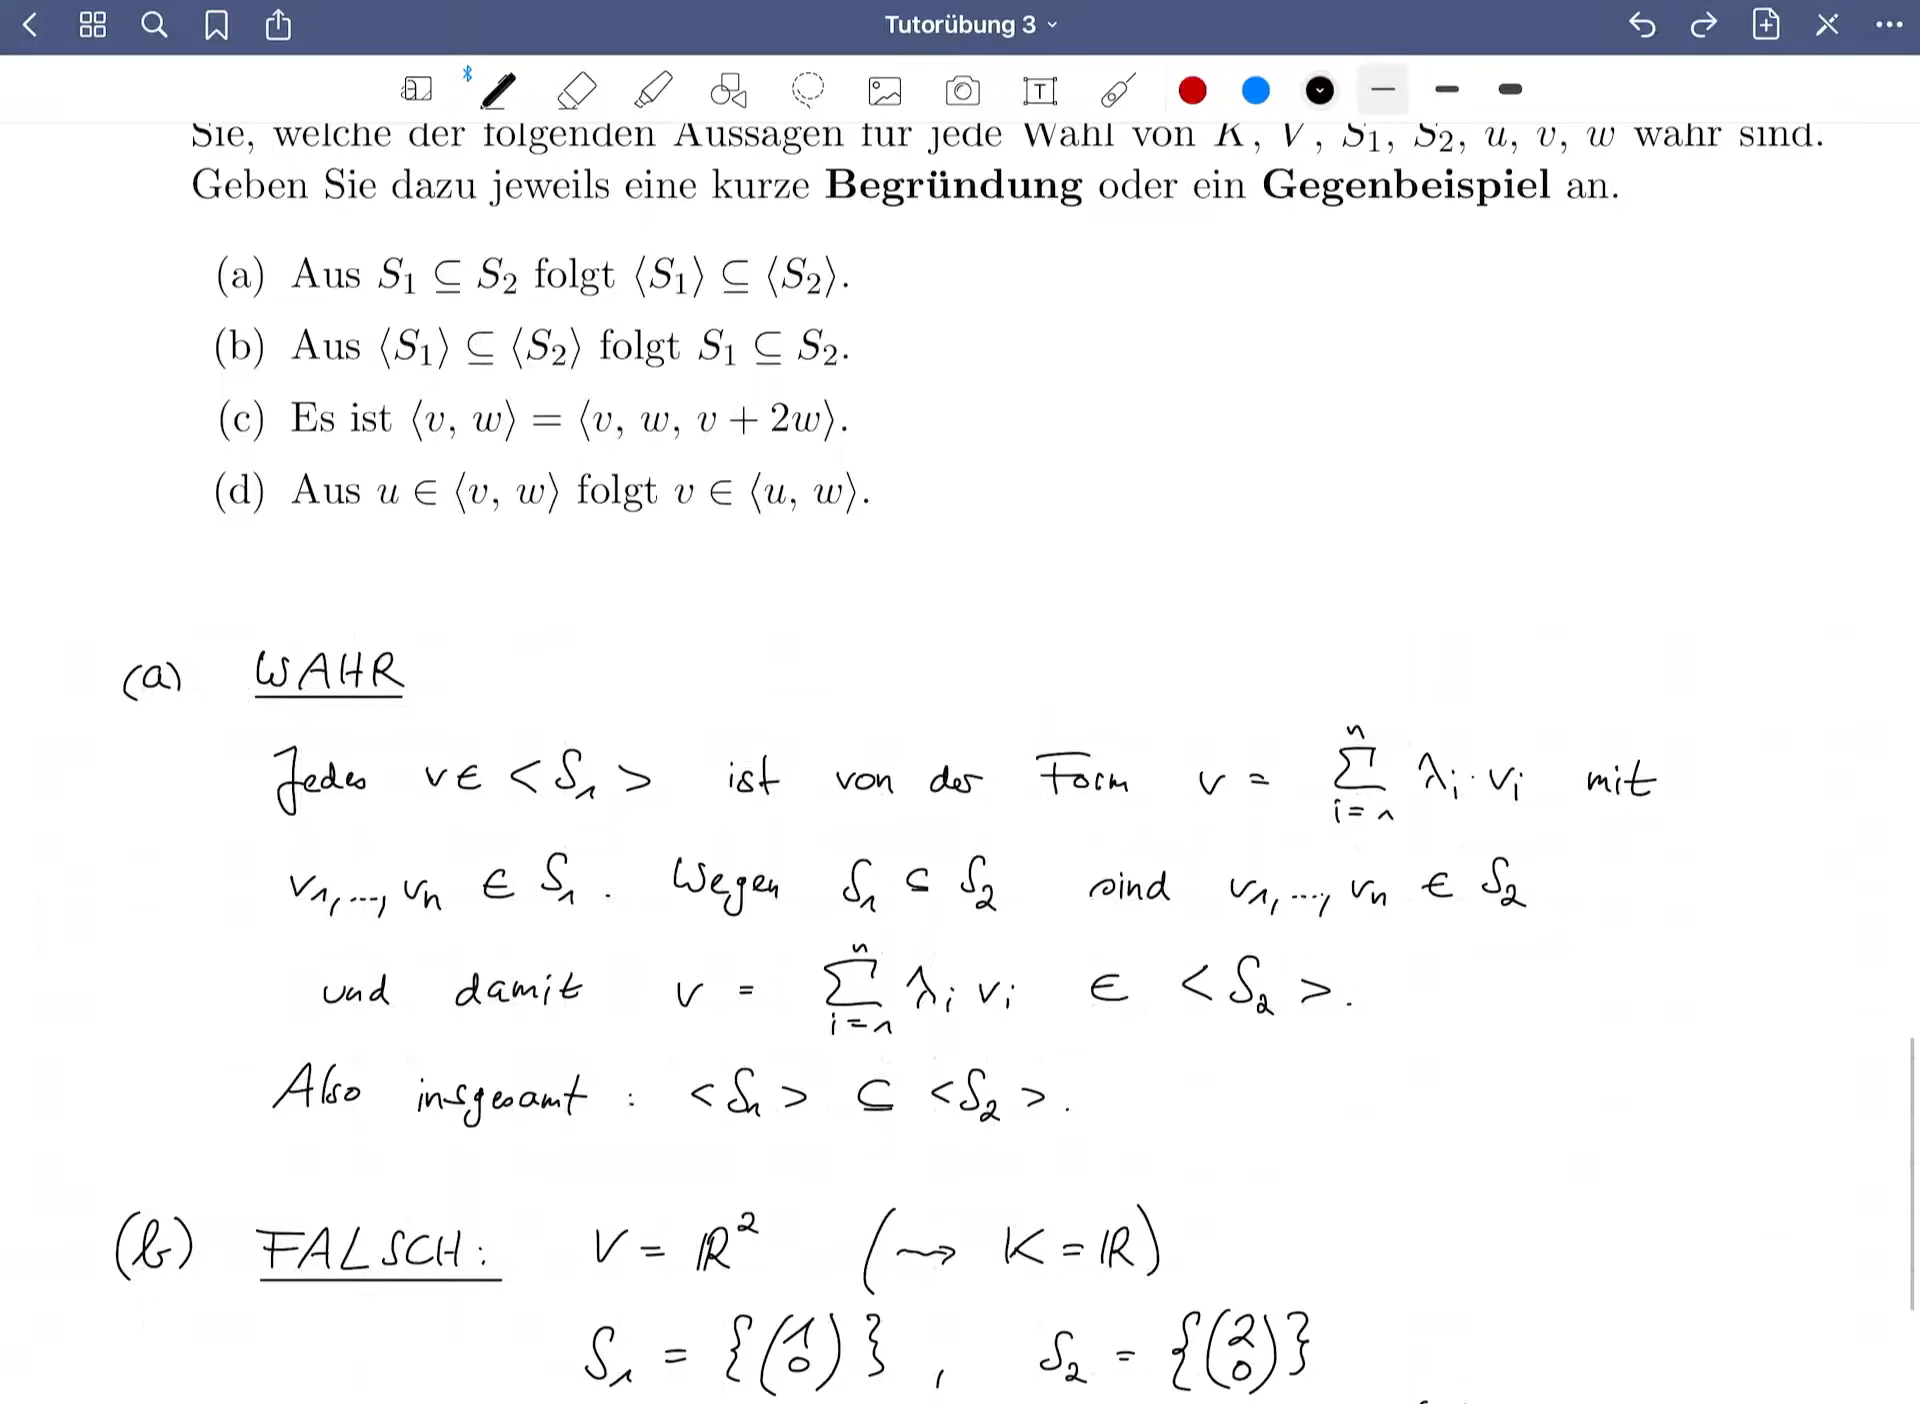 Tutorübung 3
Sie, welche der folgenden Aussagen für jede Wahl von K, V, S₁, S₂, u, v, w wahr sind.
Geben Sie dazu jeweils eine kurze Begründung oder ein Gegenbeispiel an.
(a) Aus S₁ ⊆ S₂ folgt ⟨S₁⟩ ⊆ ⟨S₂⟩.
(b) Aus ⟨S₁⟩ ⊆ ⟨S₂⟩ folgt S₁ ⊆ S₂.
(c) Es ist ⟨v, w⟩ = ⟨v, w, v + 2w⟩.
(d) Aus u ∈ ⟨v, w⟩ folgt v ∈ ⟨u, w⟩.
(a) WAHR
Jedes v ∈ <S₁> ist von der Form v = ∑ᵢ₌₁ⁿ λᵢ · vᵢ mit
v₁, ..., vₙ ∈ S₁. Wegen S₁ ⊆ S₂ sind v₁, ..., vₙ ∈ S₂
und damit v = ∑ᵢ₌₁ⁿ λᵢ vᵢ ∈ <S₂>.
Also insgesamt : <S₁> ⊆ <S₂>.
(b) FALSCH: V = ℝ² (⇝ K = ℝ)
S₁ = {(1 0)}, S₂ = {(2 0)}